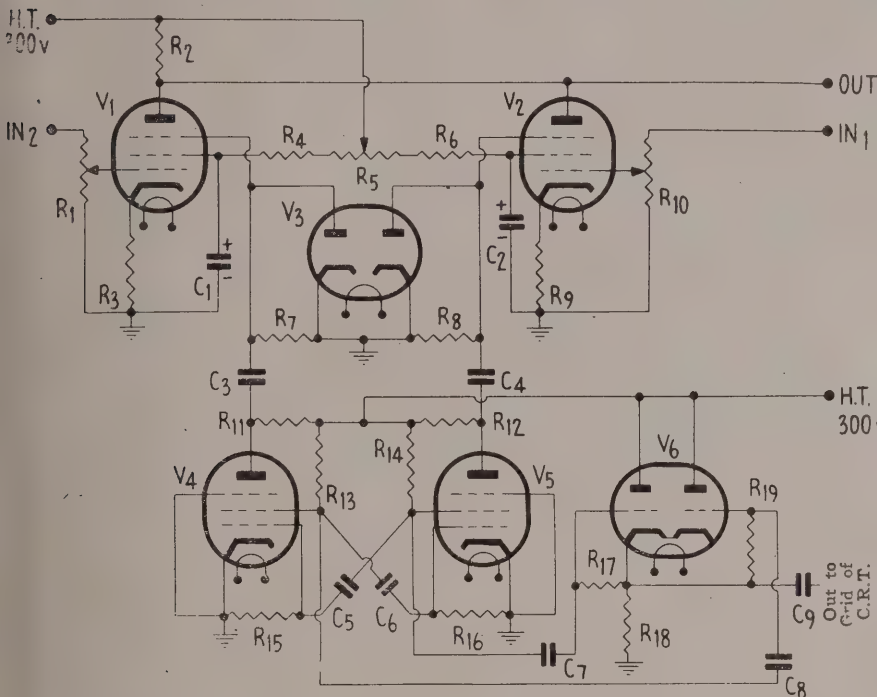 H.T.
300v
R2
OUT
V1
V2
IN2
IN1
R4
R6
R5
R1
R10
V3
C1
C2
R3
R9
R7
R8
C3
C4
H.T.
300
R11
R12
R14
V6
V4
V5
R19
R13
R17
C5
C6
C9
Out to
Grid of
C.R.T.
R15
R16
R18
C7
C8